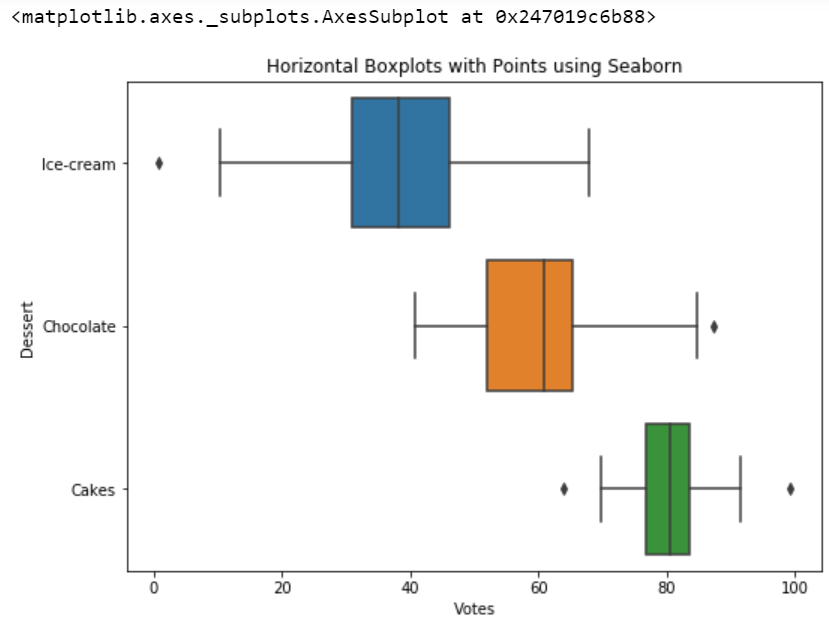 <matplotlib.axes._subplots.AxesSubplot at 0x247019c6b88>
Horizontal Boxplots with Points using Seaborn
Ice-cream
Chocolate
Cakes
Dessert
0 20 40 60 80 100
Votes